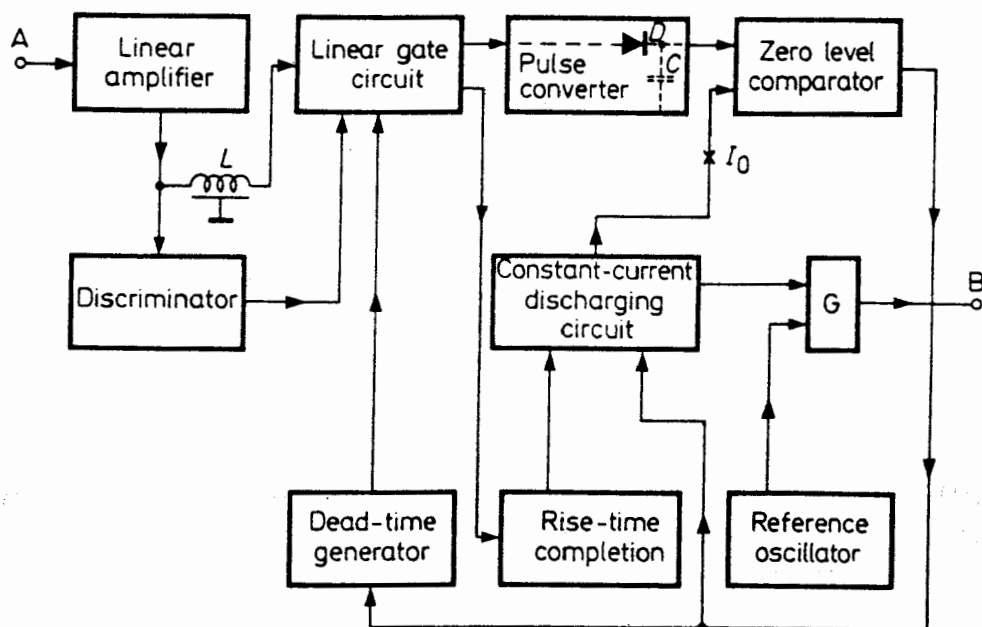 A
Linear
amplifier
Linear gate
circuit
D
C
Pulse
converter
Zero level
comparator
L
I0
Discriminator
Constant-current
discharging
circuit
G
B
Dead-time
generator
Rise-time
completion
Reference
oscillator